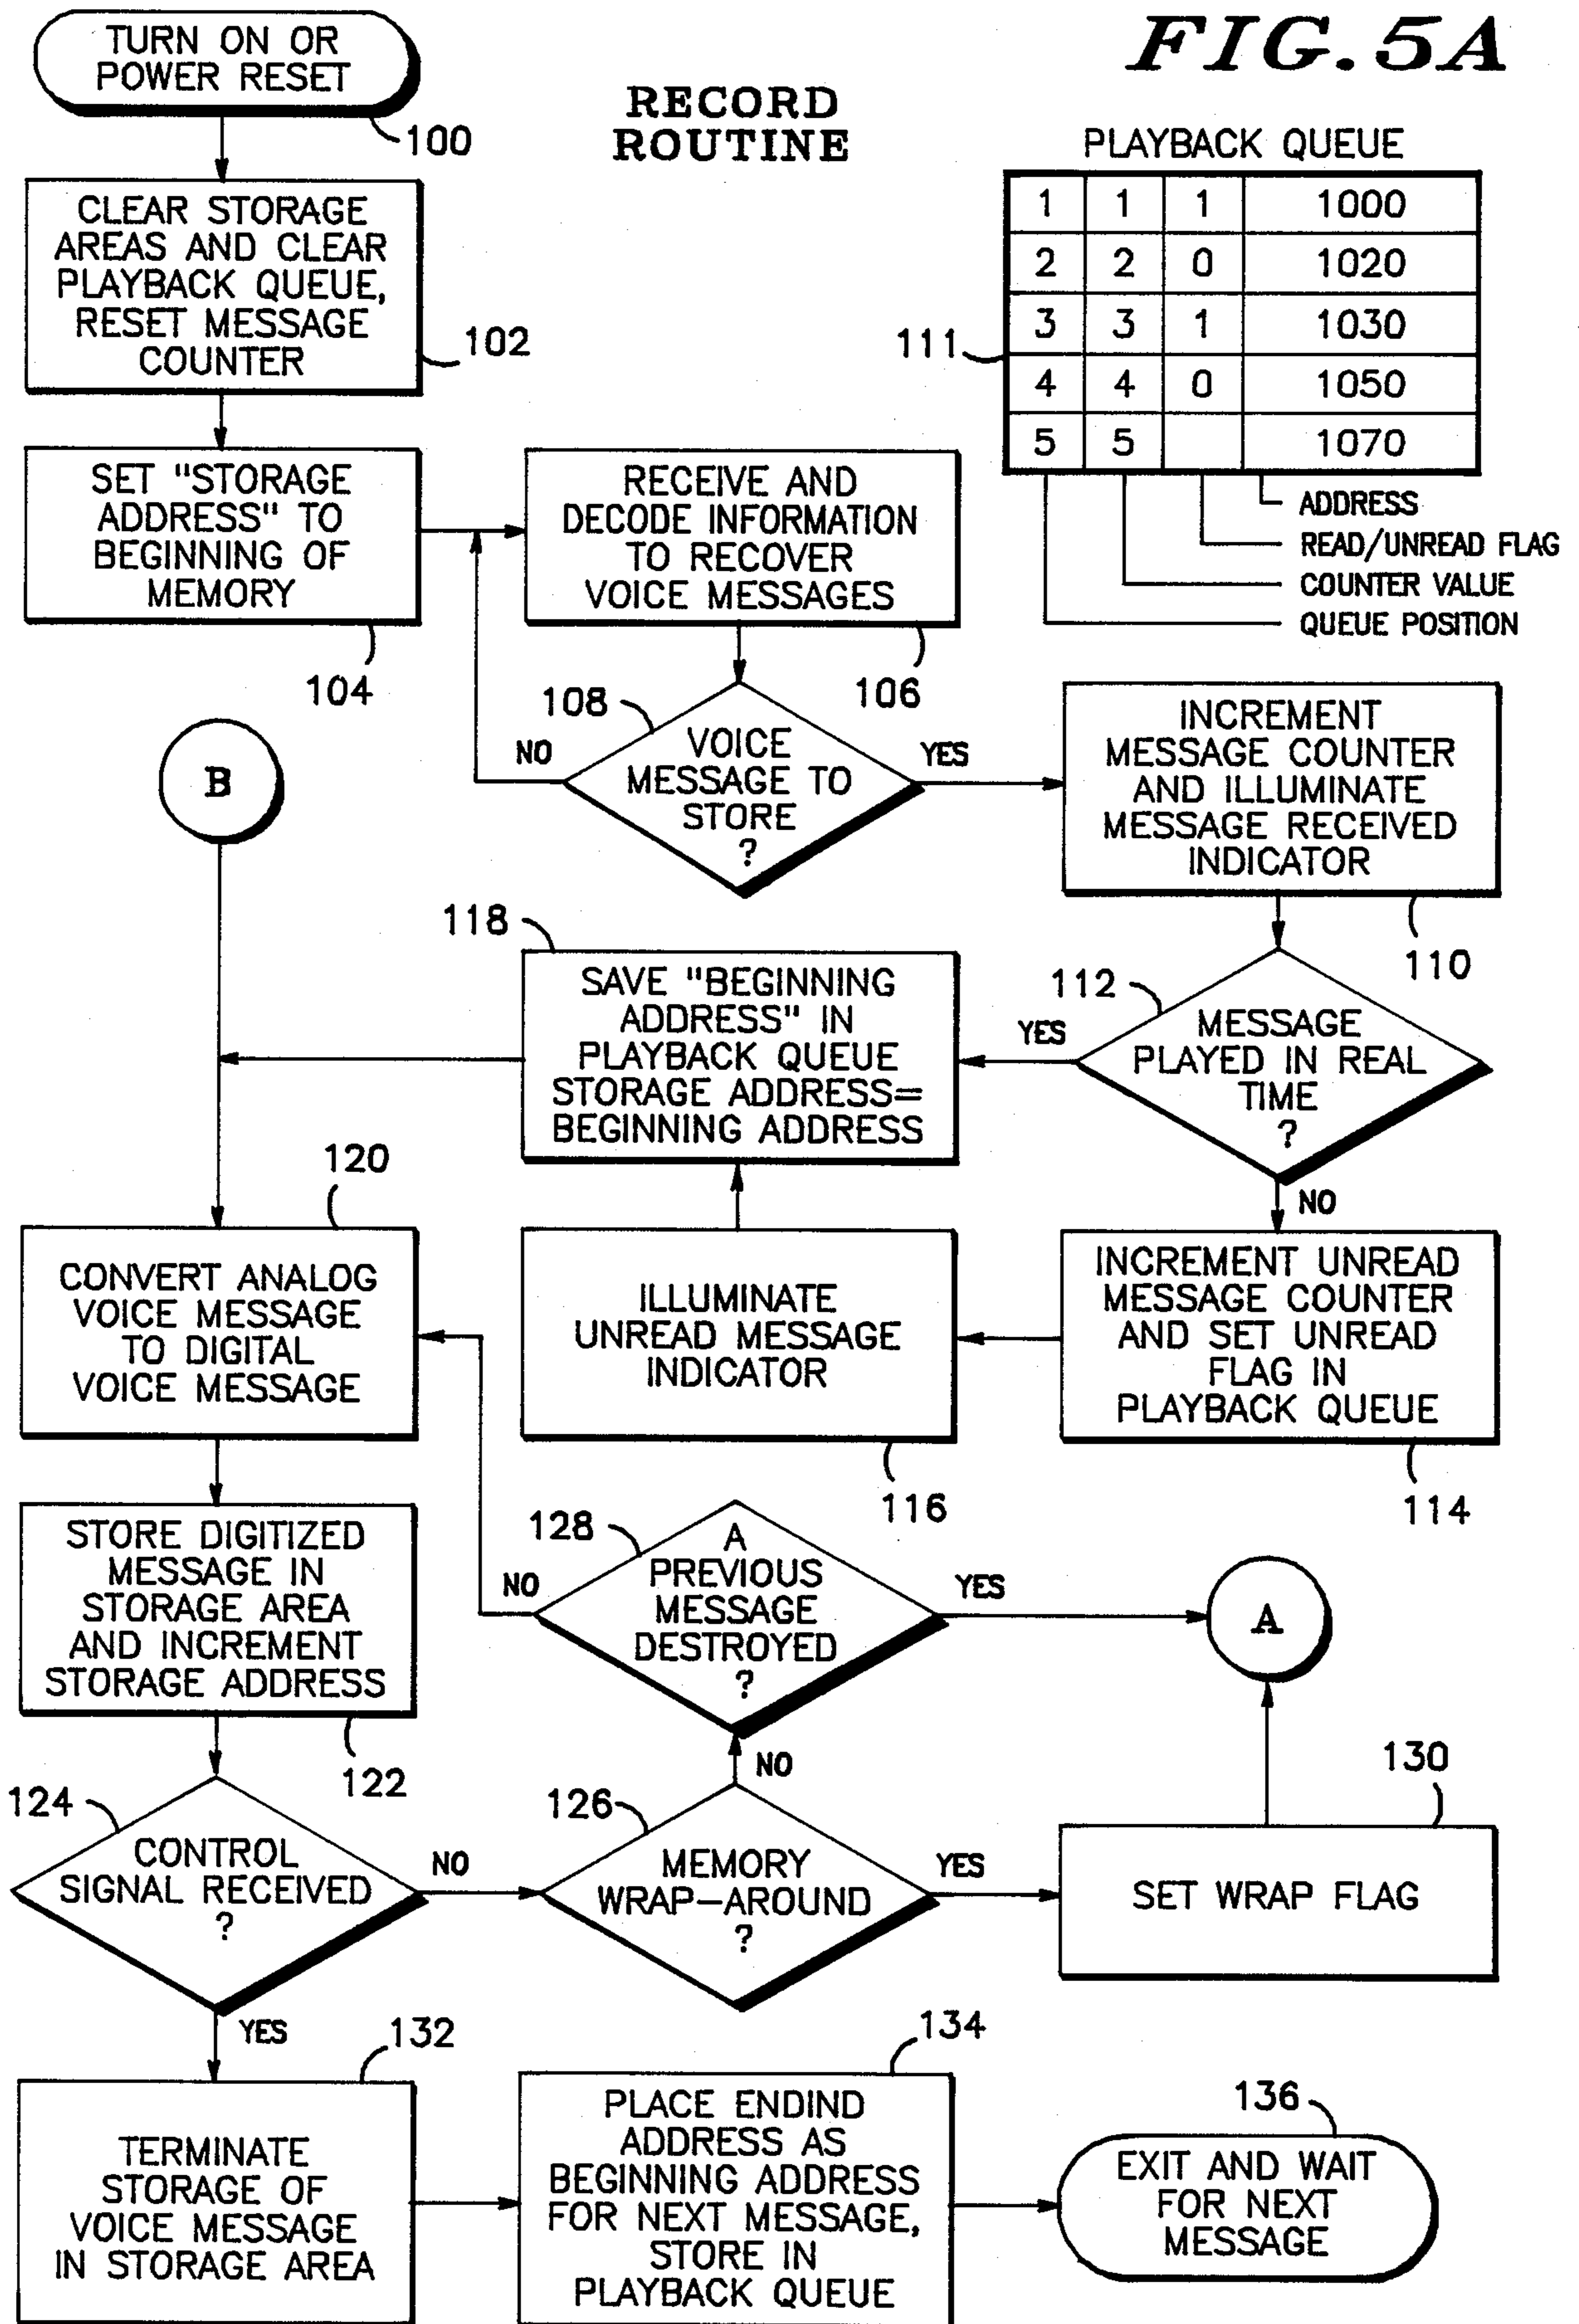 FIG. 5A
RECORD
ROUTINE
TURN ON OR
POWER RESET
100
CLEAR STORAGE
AREAS AND CLEAR
PLAYBACK QUEUE,
RESET MESSAGE
COUNTER
102
PLAYBACK QUEUE
1 1 1 1000
2 2 0 1020
3 3 1 1030
4 4 0 1050
5 5 1070
111
ADDRESS
READ/UNREAD FLAG
COUNTER VALUE
QUEUE POSITION
SET "STORAGE
ADDRESS" TO
BEGINNING OF
MEMORY
104
RECEIVE AND
DECODE INFORMATION
TO RECOVER
VOICE MESSAGES
106
108
VOICE
MESSAGE TO
STORE
?
NO
YES
INCREMENT
MESSAGE COUNTER
AND ILLUMINATE
MESSAGE RECEIVED
INDICATOR
110
B
112
MESSAGE
PLAYED IN REAL
TIME
?
YES
NO
118
SAVE "BEGINNING
ADDRESS" IN
PLAYBACK QUEUE
STORAGE ADDRESS=
BEGINNING ADDRESS
INCREMENT UNREAD
MESSAGE COUNTER
AND SET UNREAD
FLAG IN
PLAYBACK QUEUE
114
ILLUMINATE
UNREAD MESSAGE
INDICATOR
116
120
CONVERT ANALOG
VOICE MESSAGE
TO DIGITAL
VOICE MESSAGE
STORE DIGITIZED
MESSAGE IN
STORAGE AREA
AND INCREMENT
STORAGE ADDRESS
122
128
A
PREVIOUS
MESSAGE
DESTROYED
?
NO
YES
A
124
CONTROL
SIGNAL RECEIVED
?
NO
YES
126
MEMORY
WRAP-AROUND
?
NO
YES
130
SET WRAP FLAG
132
TERMINATE
STORAGE OF
VOICE MESSAGE
IN STORAGE AREA
134
PLACE ENDIND
ADDRESS AS
BEGINNING ADDRESS
FOR NEXT MESSAGE,
STORE IN
PLAYBACK QUEUE
136
EXIT AND WAIT
FOR NEXT
MESSAGE